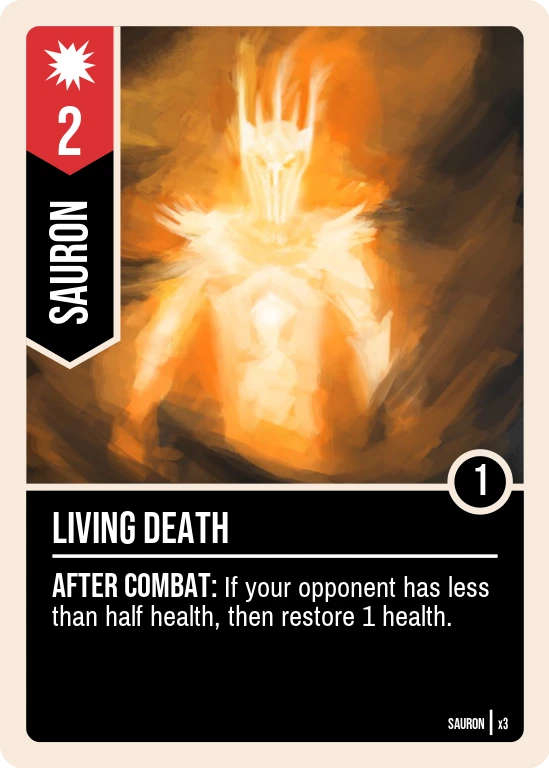 2
SAURON
1
LIVING DEATH
AFTER COMBAT: If your opponent has less
than half health, then restore 1 health.
SAURON | x3